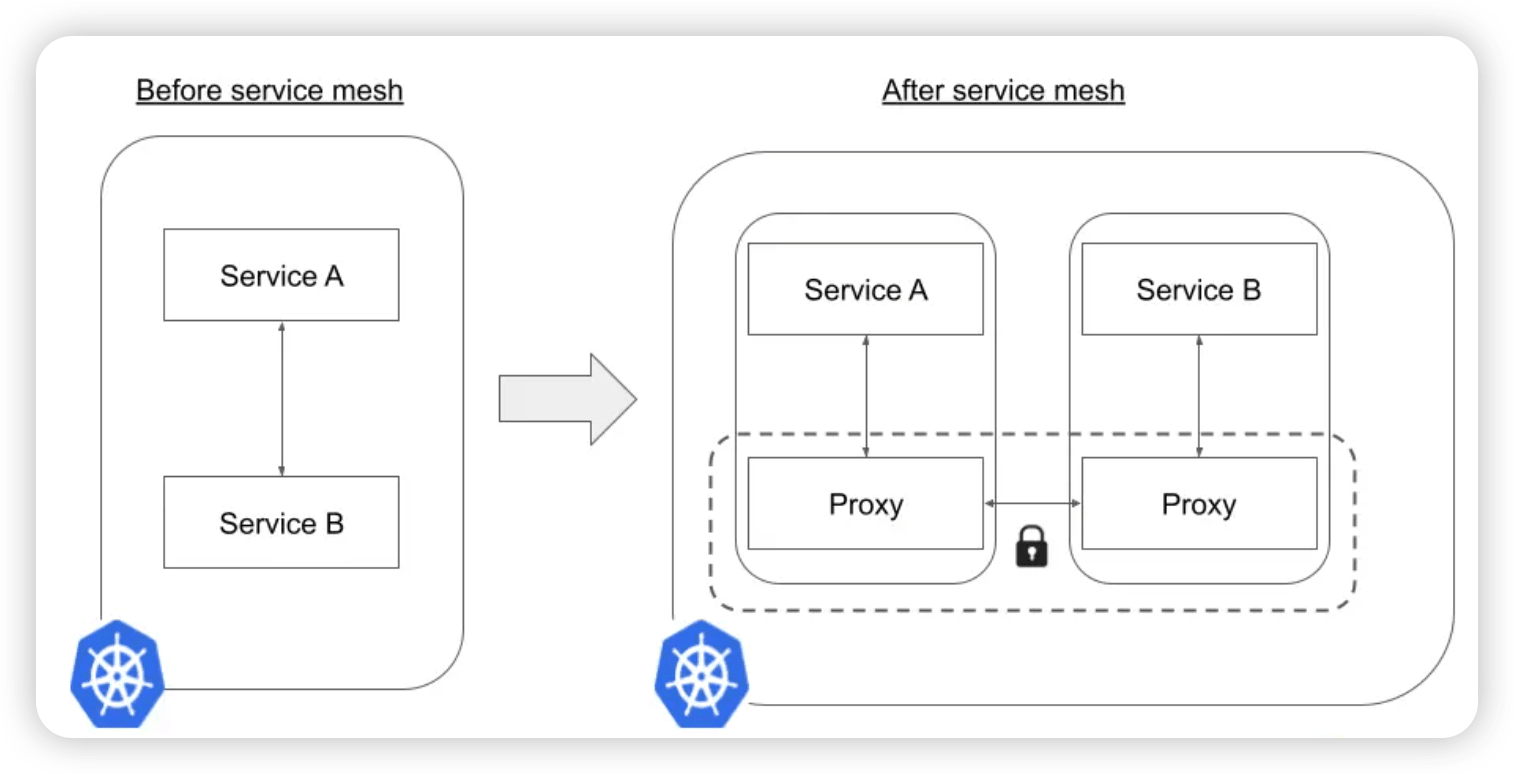 Before service mesh
After service mesh
Service A
Service B
Service A
Service B
Proxy
Proxy